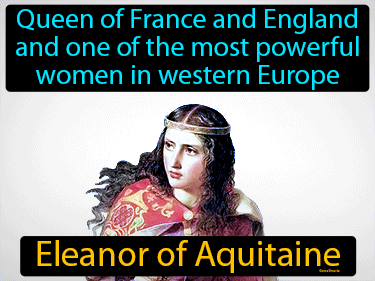 Queen of France and England
and one of the most powerful
women in western Europe
Eleanor of Aquitaine